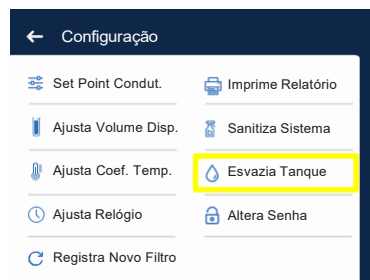 Configuração
Set Point Condut.
Imprime Relatório
Ajusta Volume Disp.
Sanitiza Sistema
Ajusta Coef. Temp.
Esvazia Tanque
Ajusta Relógio
Altera Senha
Registra Novo Filtro